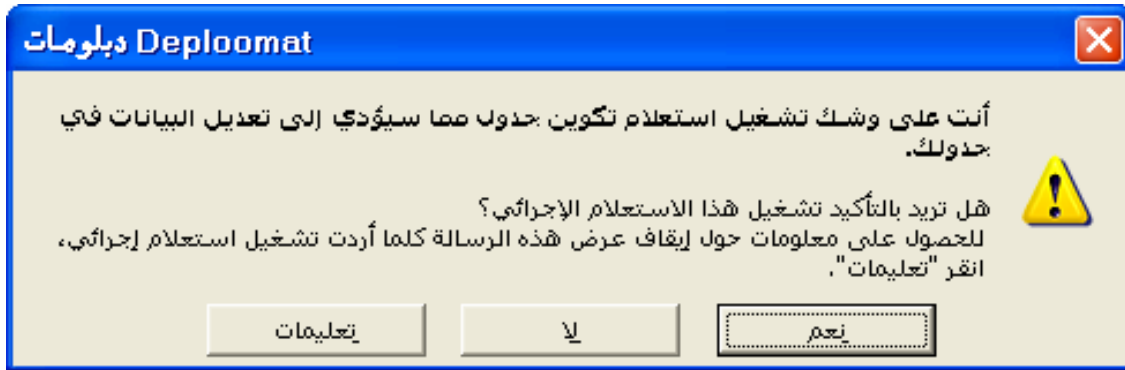 دبلومات Deploomat
أنت على وشك تشغيل استعلام تكوين جدول مما سيؤدي إلى تعديل البيانات في
جدولك.
هل تريد بالتأكيد تشغيل هذا الاستعلام الإجرائي؟
للحصول على معلومات حول إيقاف عرض هذه الرسالة كلما أردت تشغيل استعلام إجرائي،
انقر "تعليمات".
نعم
لا
تعليمات